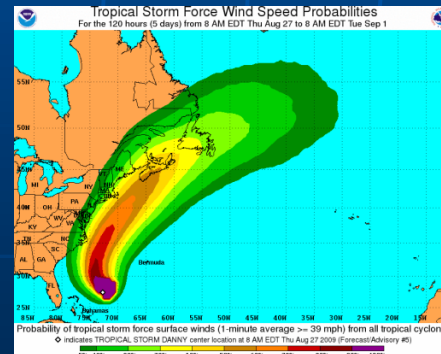 Tropical Storm Force Wind Speed Probabilities
For the 120 hours (5 days) from 8 AM EDT Thu Aug 27 to 8 AM EDT Tue Sep 1
55N
50N
45N
40N
35N
30N
25N
ME
VT
NY
MI
PA
OH
WV
VA
KY
NC
SC
AL
GA
FL
Bermuda
Bahamas
85W 80W 75W 70W 65W 60W 55W 50W 45W 40W 35W 30W 25W 20W 15W
Probability of tropical storm force surface winds (1-minute average >= 39 mph) from all tropical cyclon
indicates TROPICAL STORM DANNY center location at 8 AM EDT Thu Aug 27 2009 (Forecast/Advisory #5)